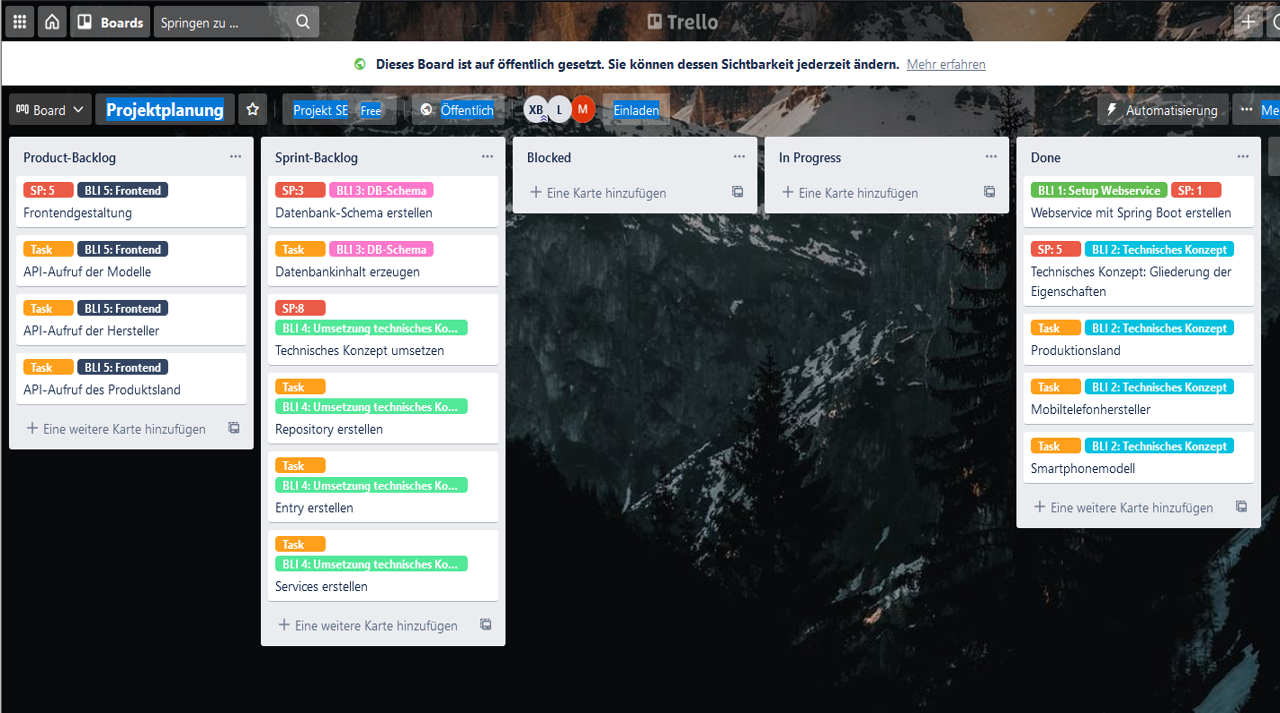 Boards
Springen zu ...
Trello
Dieses Board ist auf öffentlich gesetzt. Sie können dessen Sichtbarkeit jederzeit ändern. Mehr erfahren
Board
Projektplanung
Projekt SE Free
Öffentlich
XB L M
Einladen
Automatisierung
Product-Backlog
SP: 5 BLI 5: Frontend
Frontendgestaltung
Task BLI 5: Frontend
API-Aufruf der Modelle
Task BLI 5: Frontend
API-Aufruf der Hersteller
Task BLI 5: Frontend
API-Aufruf des Produktsland
Eine weitere Karte hinzufügen
Sprint-Backlog
SP:3 BLI 3: DB-Schema
Datenbank-Schema erstellen
Task BLI 3: DB-Schema
Datenbankinhalt erzeugen
SP:8
BLI 4: Umsetzung technisches Ko...
Technisches Konzept umsetzen
Task
BLI 4: Umsetzung technisches Ko...
Repository erstellen
Task
BLI 4: Umsetzung technisches Ko...
Entry erstellen
Task
BLI 4: Umsetzung technisches Ko...
Services erstellen
Eine weitere Karte hinzufügen
Blocked
Eine Karte hinzufügen
In Progress
Eine Karte hinzufügen
Done
BLI 1: Setup Webservice SP: 1
Webservice mit Spring Boot erstellen
SP: 5 BLI 2: Technisches Konzept
Technisches Konzept: Gliederung der
Eigenschaften
Task BLI 2: Technisches Konzept
Produktionsland
Task BLI 2: Technisches Konzept
Mobiltelefonhersteller
Task BLI 2: Technisches Konzept
Smartphonemodell
Eine weitere Karte hinzufügen